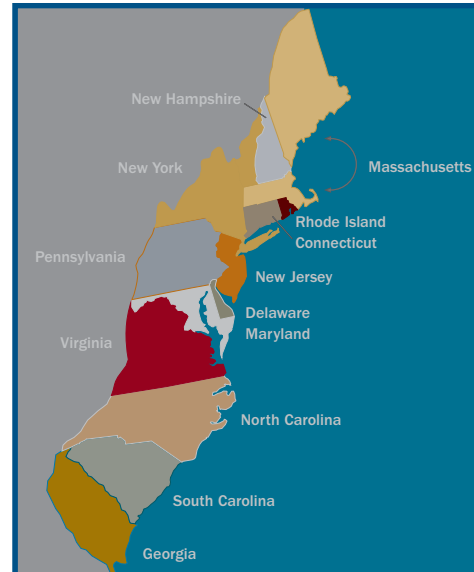 New Hampshire
New York
Massachusetts
Rhode Island
Connecticut
Pennsylvania
New Jersey
Delaware
Maryland
Virginia
North Carolina
South Carolina
Georgia